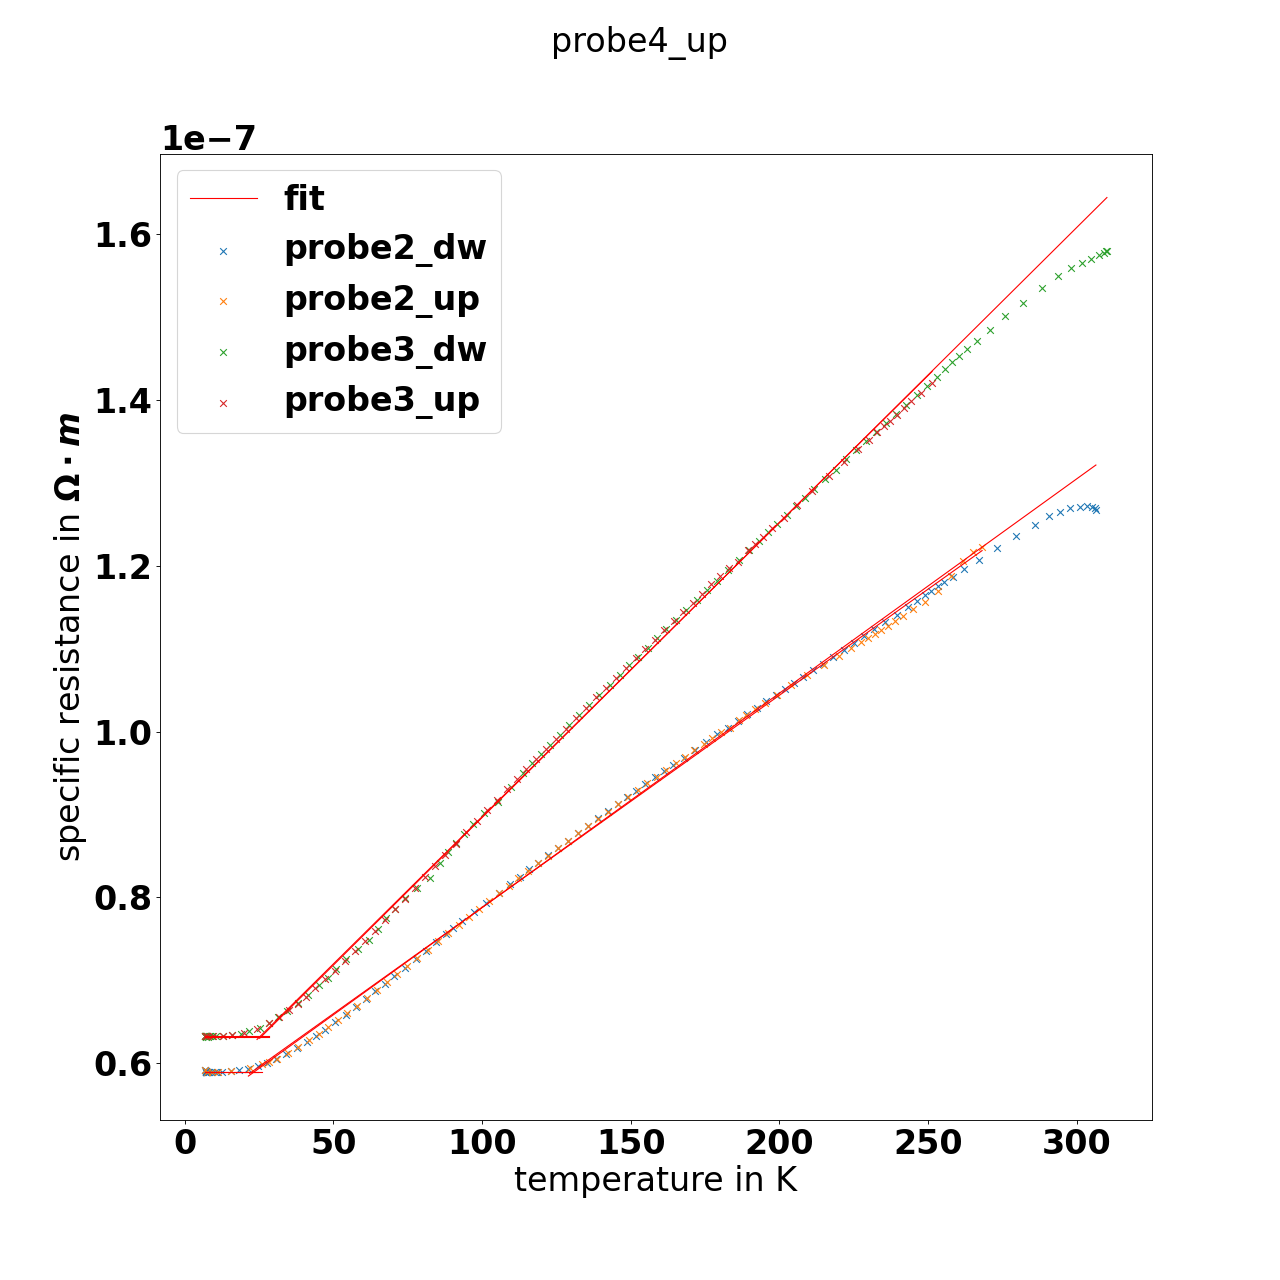 probe4_up
1e−7
fit
probe2_dw
probe2_up
probe3_dw
probe3_up
1.6
1.4
1.2
1.0
0.8
0.6
specific resistance in Ω · m
0 50 100 150 200 250 300
temperature in K